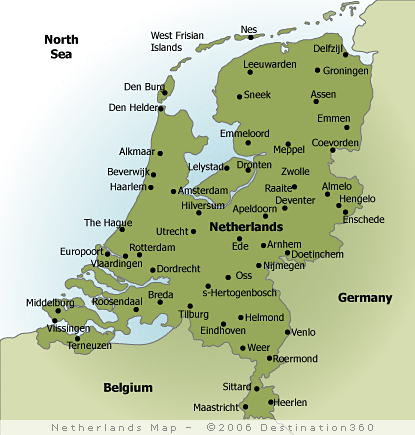 Nes
West Frisian
Islands
North
Sea
Delfzijl
Leeuwarden
Groningen
Den Burg
Sneek
Assen
Den Helder
Emmen
Emmeloord
Coevorden
Meppel
Alkmaar
Lelystad
Dronten
Zwolle
Beverwijk
Haarlem
Amsterdam
Raalte
Almelo
Hengelo
Deventer
Hilversum
Apeldoorn
Enschede
The Hague
Utrecht
Netherlands
Ede
Arnhem
Europoort
Rotterdam
Doetinchem
Vlaardingen
Nijmegen
Dordrecht
Oss
s-Hertogenbosch
Germany
Middelburg
Roosendaal
Breda
Tilburg
Helmond
Vlissingen
Eindhoven
Venlo
Terneuzen
Weer
Roermond
Belgium
Sittard
Heerlen
Maastricht
Netherlands Map - ©2006 Destination360